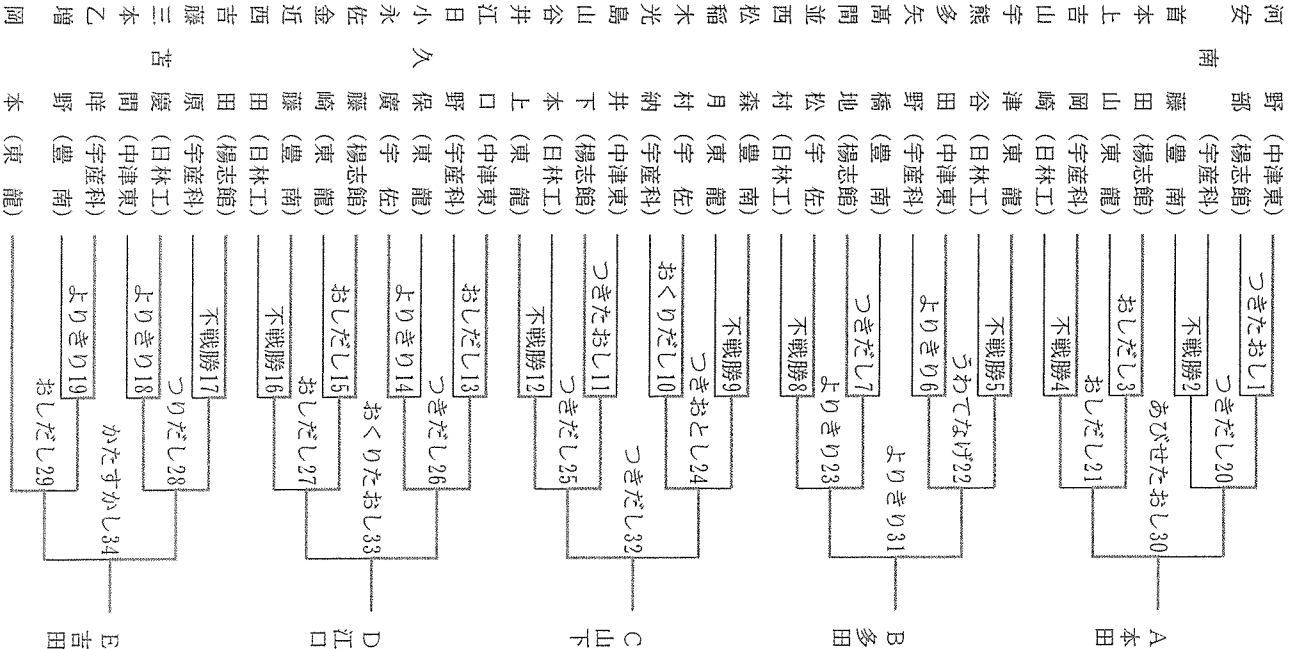 河野(中津東)
安部(楊志館)
南(宇産科)
首藤(豊南)
本田(楊志館)
上山(東龍)
吉岡(宇産科)
山崎(日林工)
宇津(東龍)
熊谷(日林工)
多田(中津東)
矢野(宇産科)
髙橋(豊南)
間地(楊志館)
並松(宇佐)
西村(日林工)
松森(豊南)
稲月(東龍)
木村(宇佐)
光納(宇産科)
島井(中津東)
山下(楊志館)
谷本(日林工)
井上(東龍)
江口(中津東)
日野(宇産科)
小久保(東龍)
永廣(宇佐)
佐藤(楊志館)
金崎(東龍)
近藤(豊南)
西田(日林工)
吉田(楊志館)
藤原(宇産科)
三苫慶(日林工)
本間(中津東)
乙咩(宇産科)
増野(豊南)
岡本(東龍)
つきたおし1
不戦勝2
おしだし3
不戦勝4
不戦勝5
よりきり6
つきだし7
不戦勝8
不戦勝9
おくりだし10
つきたおし11
不戦勝12
おしだし13
よりきり14
おしだし15
不戦勝16
不戦勝17
よりきり18
よりきり19
つきだし20
おしだし21
うわてなげ22
よりきり23
つきおとし24
つきだし25
つきだし26
おしだし27
つりだし28
おしだし29
あびせたおし30
よりきり31
つきだし32
おくりたおし33
かたすかし34
A本田
B多田
C山下
D江口
E吉田